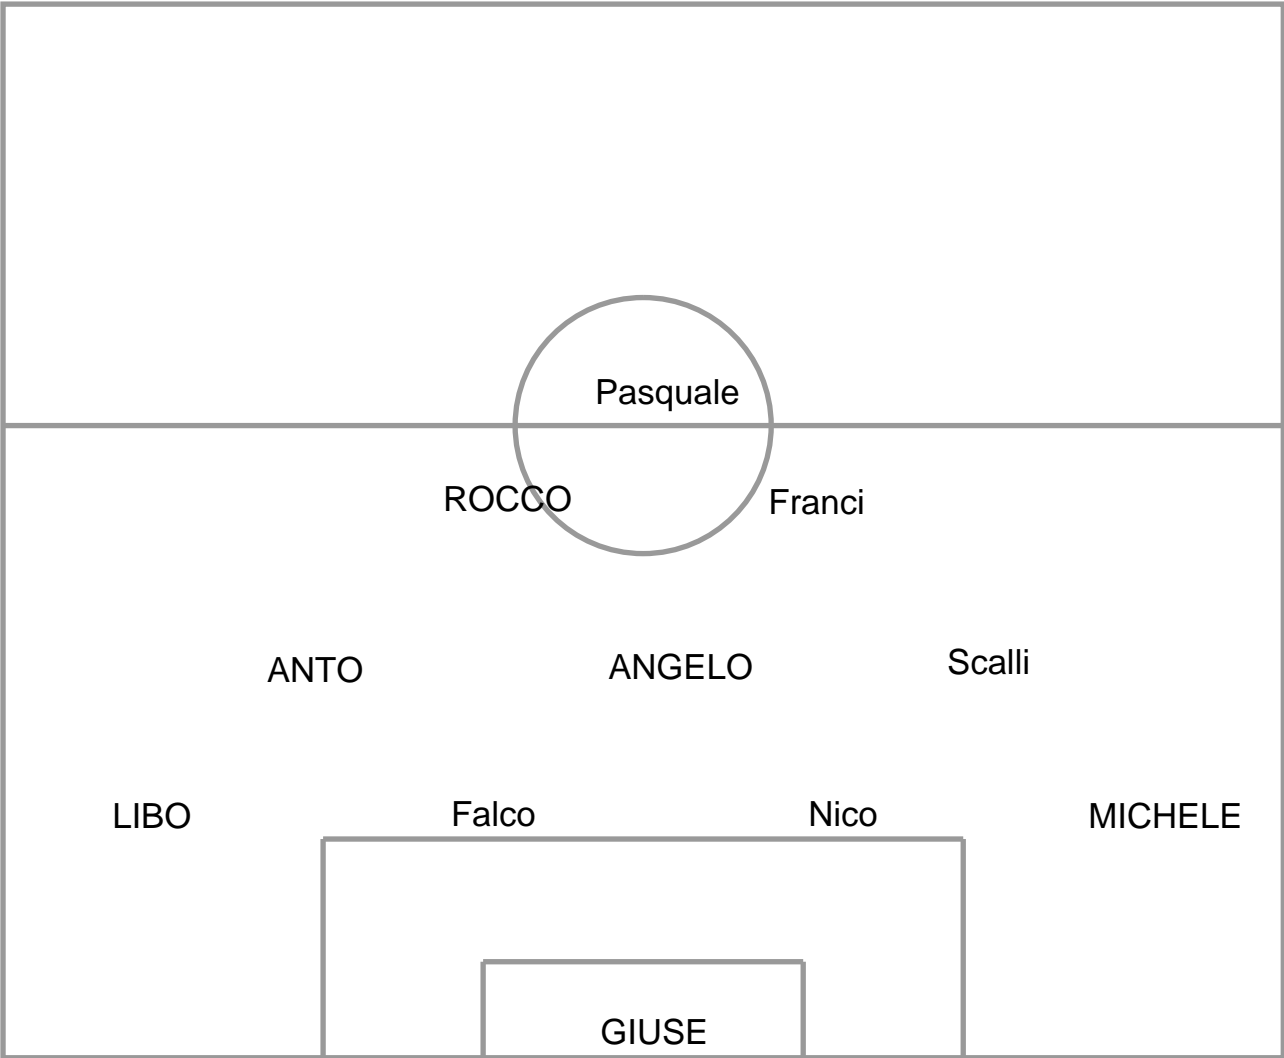 Pasquale
ROCCO
Franci
ANTO
ANGELO
Scalli
LIBO
Falco
Nico
MICHELE
GIUSE